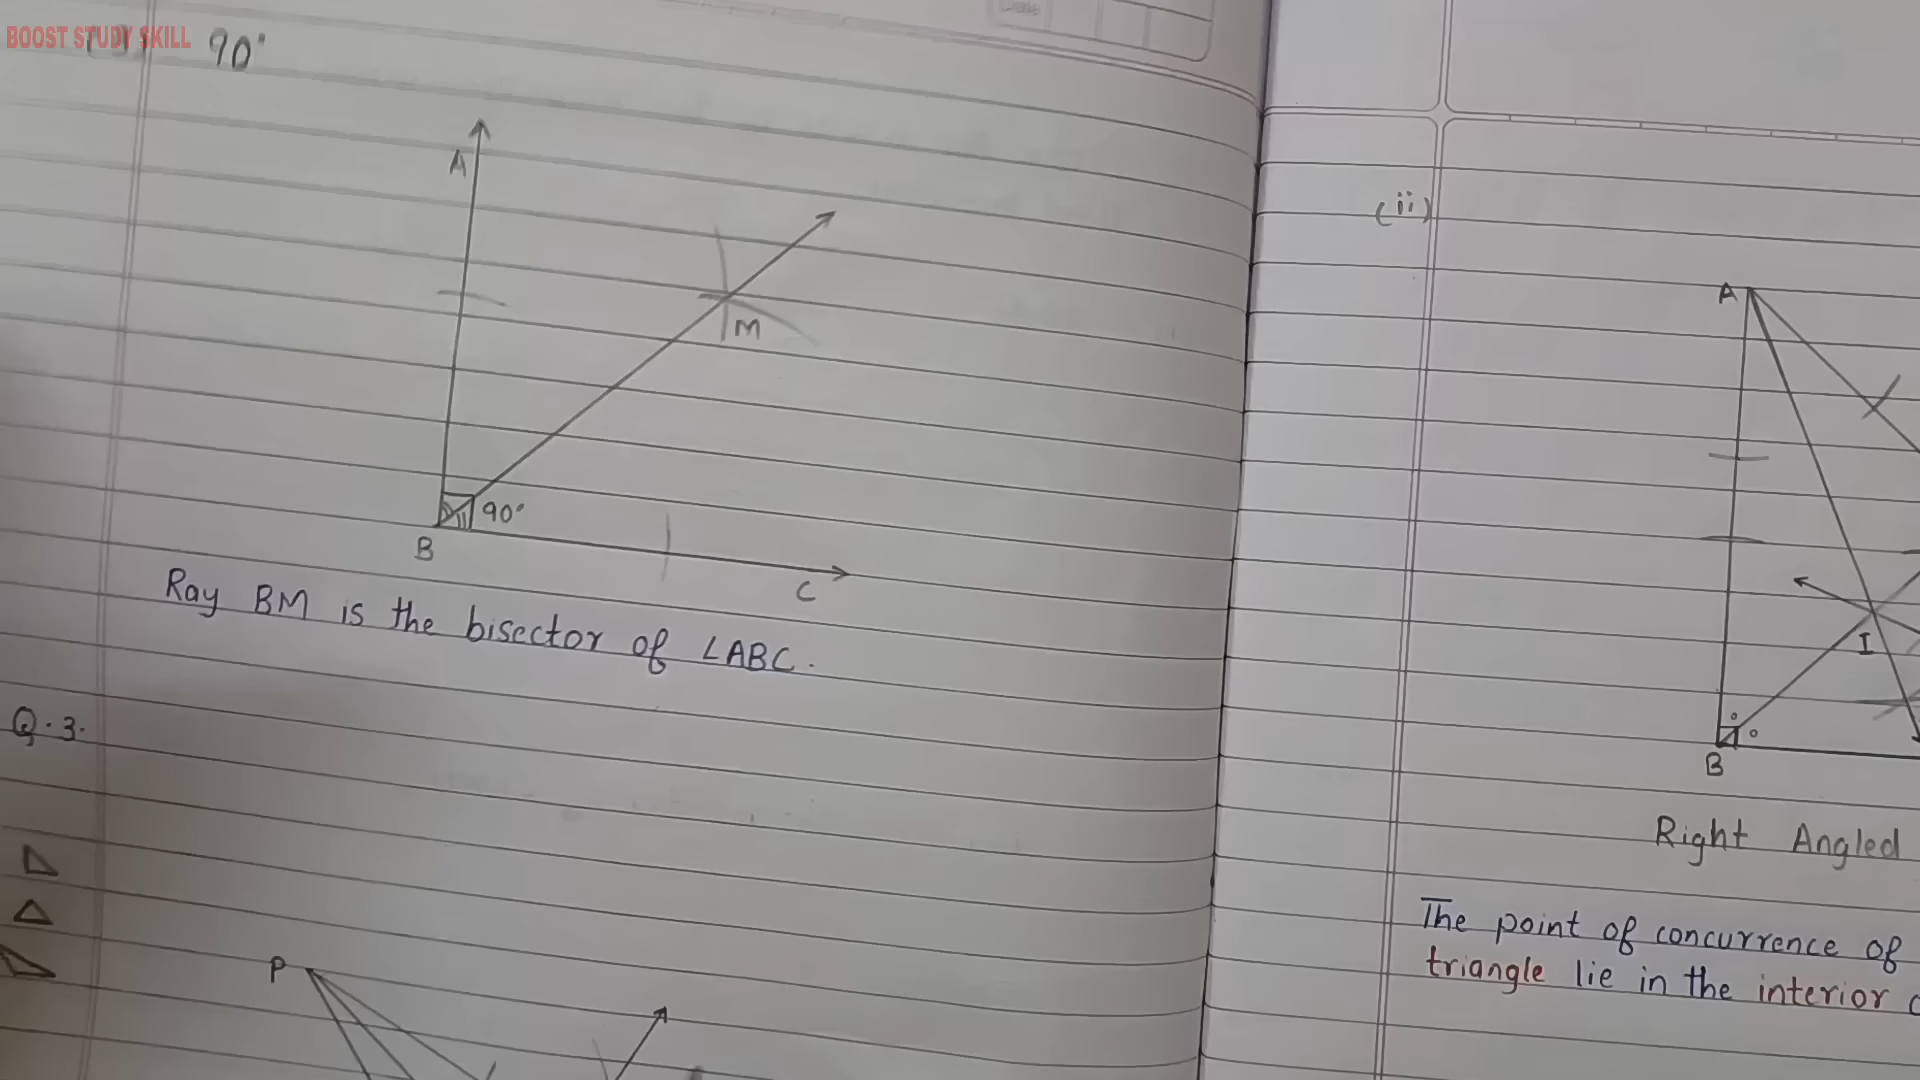 BOOST STUDY SKILL
90°
A
M
90°
B
C
Ray BM is the bisector of ∠ABC.
Q.3.
P
Date
(ii)
A
I
B
Right Angled
The point of concurrence of
triangle lie in the interior